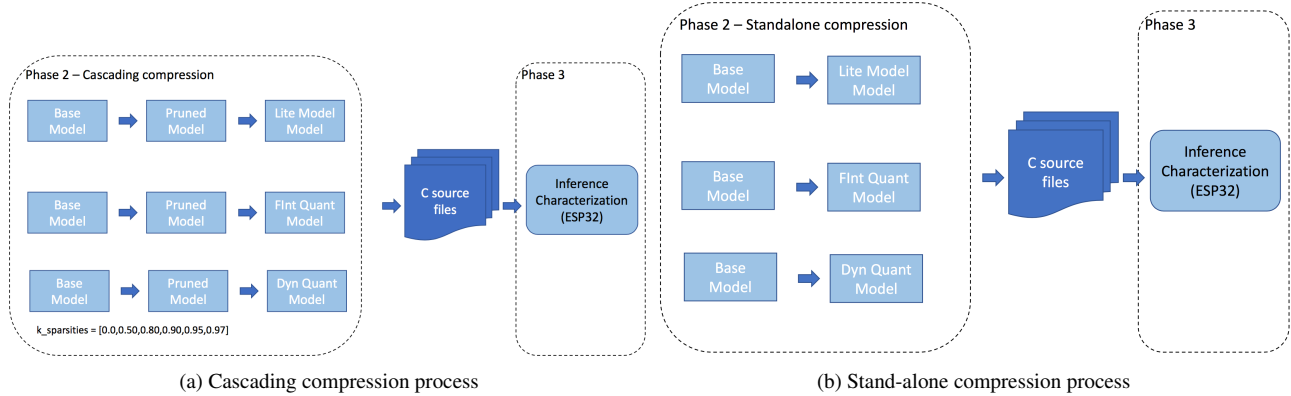 Phase 2 – Cascading compression
Base
Model
Pruned
Model
Lite Model
Model
Base
Model
Pruned
Model
FInt Quant
Model
Base
Model
Pruned
Model
Dyn Quant
Model
k_sparsities = [0.0,0.50,0.80,0.90,0.95,0.97]
C source
files
Phase 3
Inference
Characterization
(ESP32)
(a) Cascading compression process
Phase 2 – Standalone compression
Base
Model
Lite Model
Model
Base
Model
FInt Quant
Model
Base
Model
Dyn Quant
Model
C source
files
Phase 3
Inference
Characterization
(ESP32)
(b) Stand-alone compression process